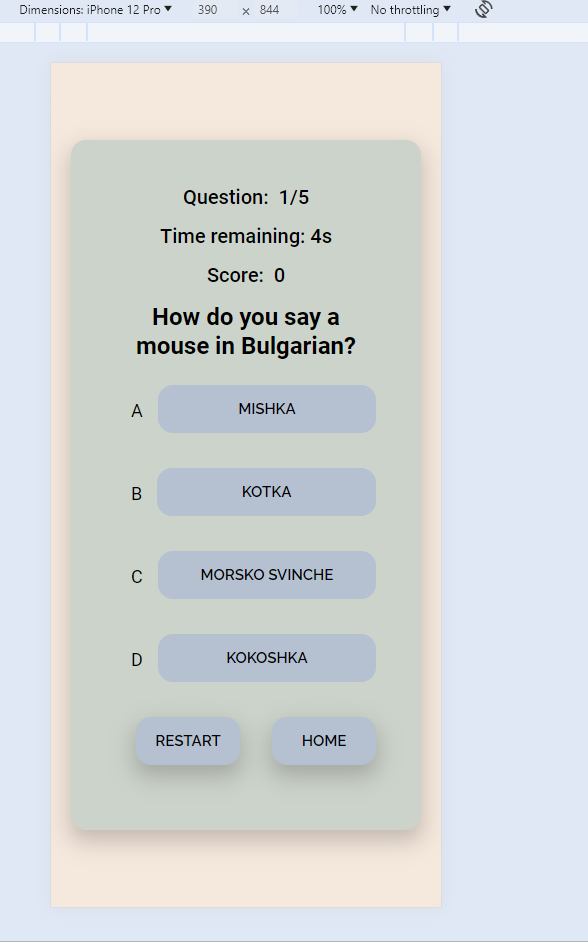 Dimensions: iPhone 12 Pro 390 × 844 100% No throttling
Question: 1/5
Time remaining: 4s
Score: 0
How do you say a
mouse in Bulgarian?
A MISHKA
B KOTKA
C MORSKO SVINCHE
D KOKOSHKA
RESTART HOME